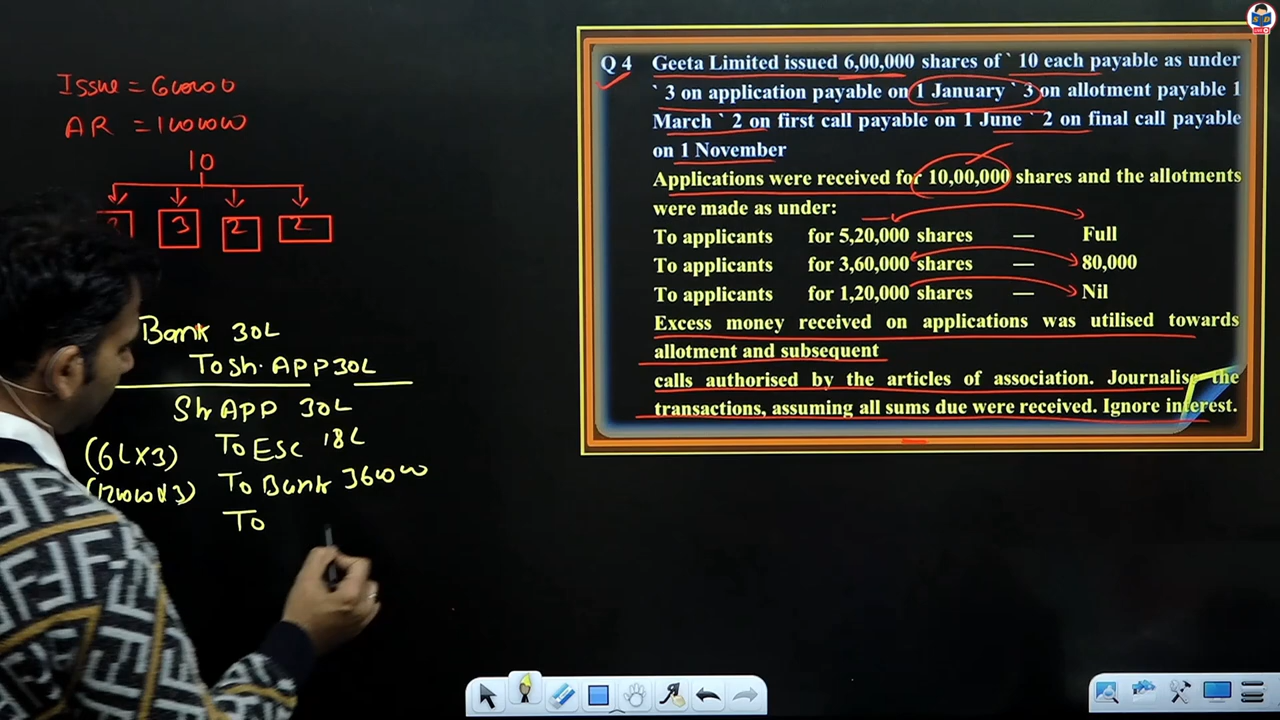 Issue = 600000
AR = 1000000
10
3 2 2
Bank 30L
To Sh. APP 30L
Sh APP 30L
(6L X 3) To Esc 18L
(120000 X 3) To Bank 360000
To
Q 4 Geeta Limited issued 6,00,000 shares of ` 10 each payable as under
` 3 on application payable on 1 January ` 3 on allotment payable 1
March ` 2 on first call payable on 1 June ` 2 on final call payable
on 1 November
Applications were received for 10,00,000 shares and the allotments
were made as under:
To applicants for 5,20,000 shares — Full
To applicants for 3,60,000 shares — 80,000
To applicants for 1,20,000 shares — Nil
Excess money received on applications was utilised towards
allotment and subsequent
calls authorised by the articles of association. Journalise the
transactions, assuming all sums due were received. Ignore interest.